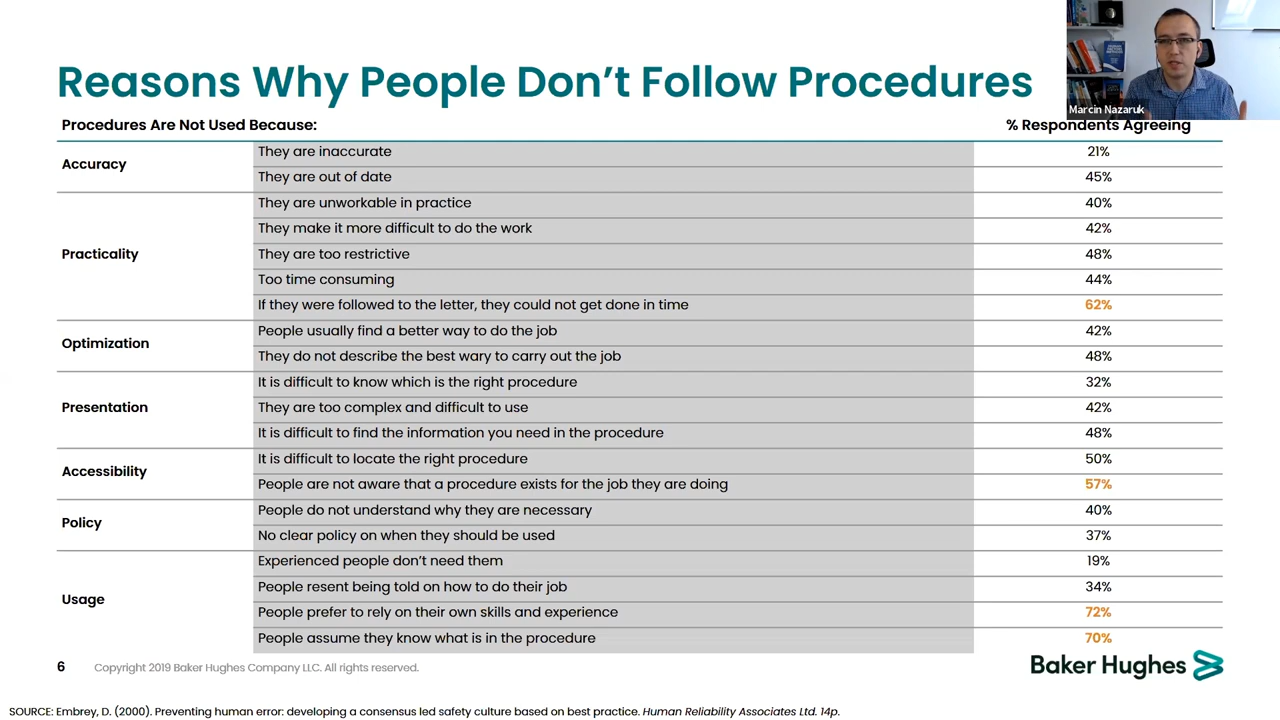 Reasons Why People Don't Follow Procedures
Marcin Nazaruk
Procedures Are Not Used Because: % Respondents Agreeing
Accuracy
They are inaccurate 21%
They are out of date 45%
Practicality
They are unworkable in practice 40%
They make it more difficult to do the work 42%
They are too restrictive 48%
Too time consuming 44%
If they were followed to the letter, they could not get done in time 62%
Optimization
People usually find a better way to do the job 42%
They do not describe the best wary to carry out the job 48%
Presentation
It is difficult to know which is the right procedure 32%
They are too complex and difficult to use 42%
It is difficult to find the information you need in the procedure 48%
Accessibility
It is difficult to locate the right procedure 50%
People are not aware that a procedure exists for the job they are doing 57%
Policy
People do not understand why they are necessary 40%
No clear policy on when they should be used 37%
Usage
Experienced people don't need them 19%
People resent being told on how to do their job 34%
People prefer to rely on their own skills and experience 72%
People assume they know what is in the procedure 70%
6 Copyright 2019 Baker Hughes Company LLC. All rights reserved.
Baker Hughes
SOURCE: Embrey, D. (2000). Preventing human error: developing a consensus led safety culture based on best practice. Human Reliability Associates Ltd. 14p.